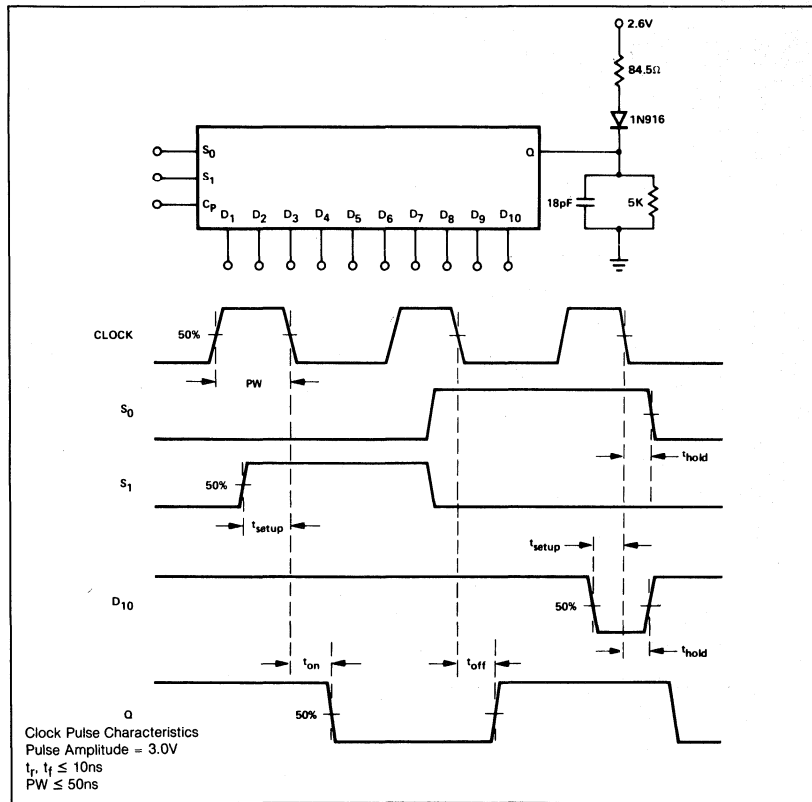 2.6V
84.5Ω
1N916
S0
S1
CP
Q
D1 D2 D3 D4 D5 D6 D7 D8 D9 D10
18pF
5K
CLOCK
50%
PW
S0
thold
S1
50%
tsetup
tsetup
D10
50%
thold
ton
toff
Q
50%
Clock Pulse Characteristics
Pulse Amplitude = 3.0V
tr, tf ≤ 10ns
PW ≤ 50ns